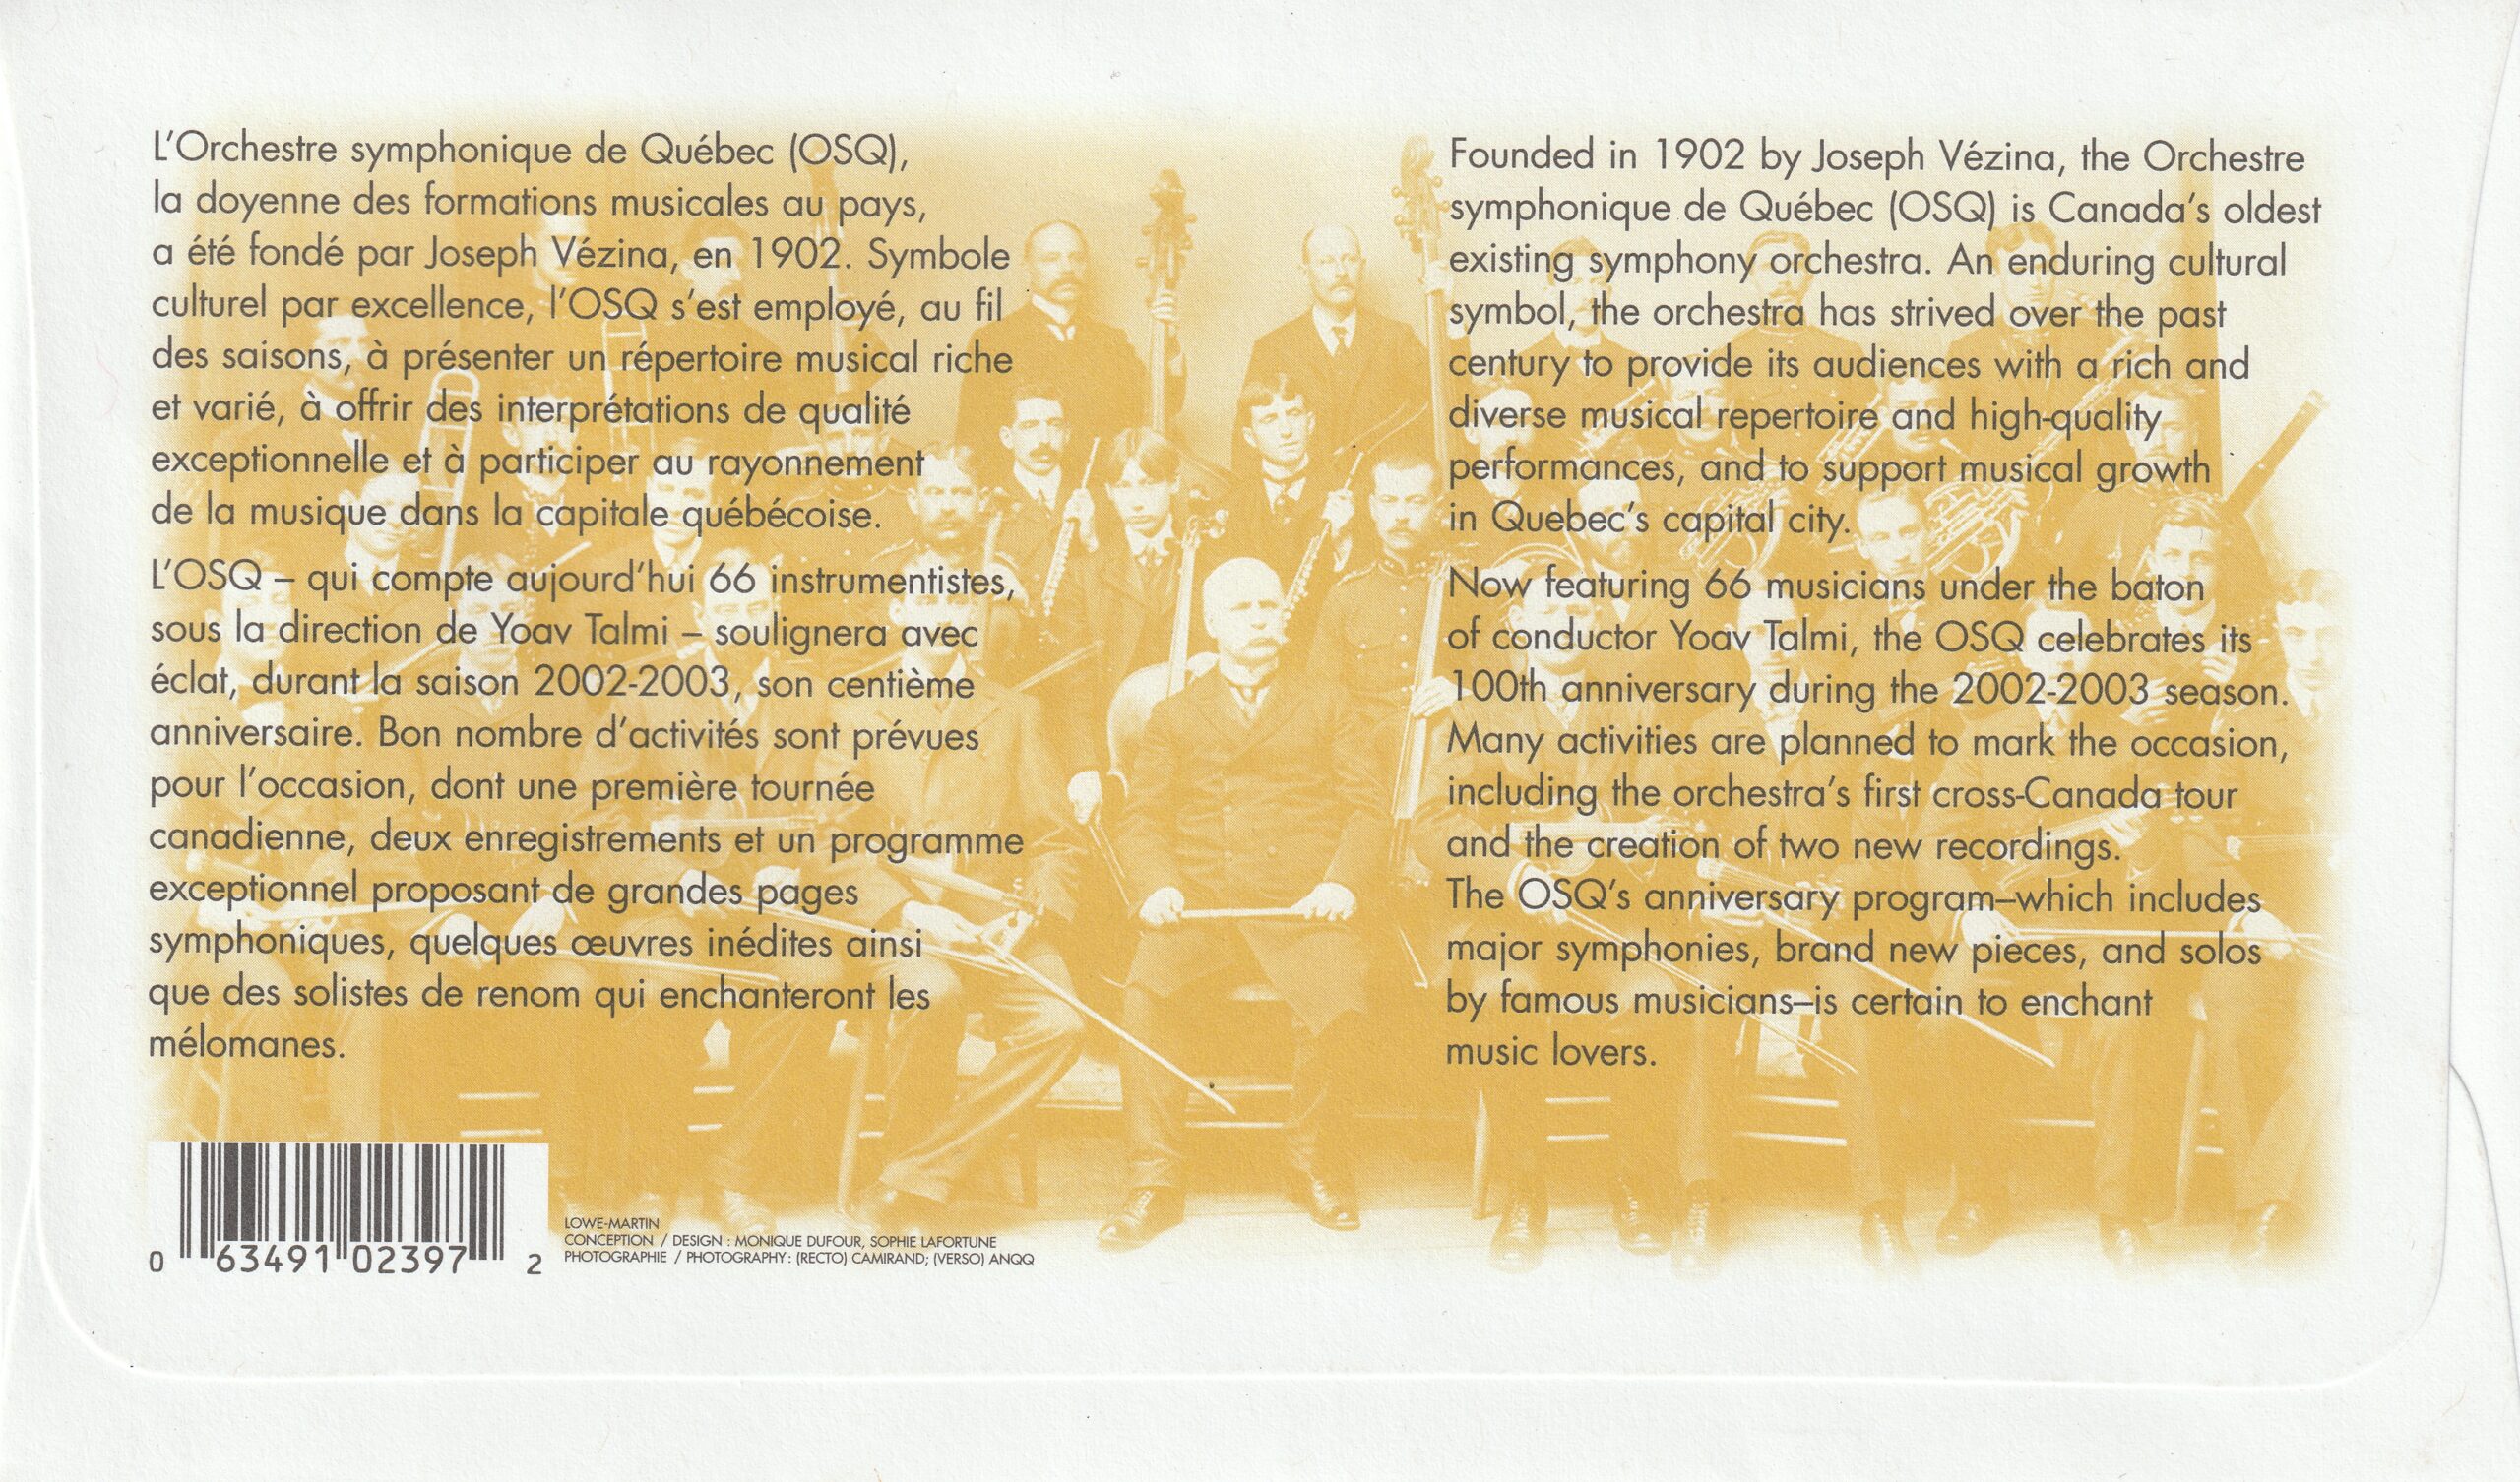 L'Orchestre symphonique de Québec (OSQ),
la doyenne des formations musicales au pays,
a été fondé par Joseph Vézina, en 1902. Symbole
culturel par excellence, l'OSQ s'est employé, au fil
des saisons, à présenter un répertoire musical riche
et varié, à offrir des interprétations de qualité
exceptionnelle et à participer au rayonnement
de la musique dans la capitale québécoise.
L'OSQ – qui compte aujourd'hui 66 instrumentistes,
sous la direction de Yoav Talmi – soulignera avec
éclat, durant la saison 2002-2003, son centième
anniversaire. Bon nombre d'activités sont prévues
pour l'occasion, dont une première tournée
canadienne, deux enregistrements et un programme
exceptionnel proposant de grandes pages
symphoniques, quelques œuvres inédites ainsi
que des solistes de renom qui enchanteront les
mélomanes.
Founded in 1902 by Joseph Vézina, the Orchestre
symphonique de Québec (OSQ) is Canada's oldest
existing symphony orchestra. An enduring cultural
symbol, the orchestra has strived over the past
century to provide its audiences with a rich and
diverse musical repertoire and high-quality
performances, and to support musical growth
in Quebec's capital city.
Now featuring 66 musicians under the baton
of conductor Yoav Talmi, the OSQ celebrates its
100th anniversary during the 2002-2003 season.
Many activities are planned to mark the occasion,
including the orchestra's first cross-Canada tour
and the creation of two new recordings.
The OSQ's anniversary program–which includes
major symphonies, brand new pieces, and solos
by famous musicians–is certain to enchant
music lovers.
0 63491 02397 2
LOWE-MARTIN
CONCEPTION / DESIGN : MONIQUE DUFOUR, SOPHIE LAFORTUNE
PHOTOGRAPHIE / PHOTOGRAPHY : (RECTO) CAMIRAND; (VERSO) ANQQ